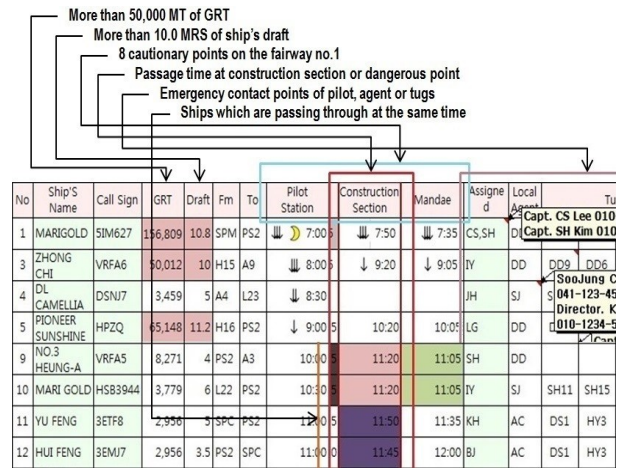 More than 50,000 MT of GRT
More than 10.0 MRS of ship's draft
8 cautionary points on the fairway no.1
Passage time at construction section or dangerous point
Emergency contact points of pilot, agent or tugs
Ships which are passing through at the same time
No Ship'S Name Call Sign GRT Draft Fm To Pilot Station Construction Section Mandae Assigne d Local Agent Tu
Capt. CS Lee 010
Capt. SH Kim 010
1 MARIGOLD 5IM627 156,809 10.8 SPM PS2 7:00 7:50 7:35 CS,SH
3 ZHONG CHI VRFA6 50,012 10 H15 A9 8:00 9:20 9:05 IY DD DD9 DD6
SooJung C
041-123-45
Director. K
010-1234-5
4 DL CAMELLIA DSNJ7 3,459 5 A4 L23 8:30 JH SJ
5 PIONEER SUNSHINE HPZQ 65,148 11.2 H16 PS2 9:00 10:20 10:05 LG DD
9 NO.3 HEUNG-A VRFA5 8,271 4 PS2 A3 10:00 11:20 11:05 SH DD
10 MARI GOLD HSB3944 3,779 6 L22 PS2 10:30 11:20 11:05 IY SJ SH11 SH15
11 YU FENG 3ETF8 2,956 5 SPC PS2 11:00 11:50 11:35 KH AC DS1 HY3
12 HUI FENG 3EMJ7 2,956 3.5 PS2 SPC 11:00 11:45 12:00 BJ AC DS1 HY3